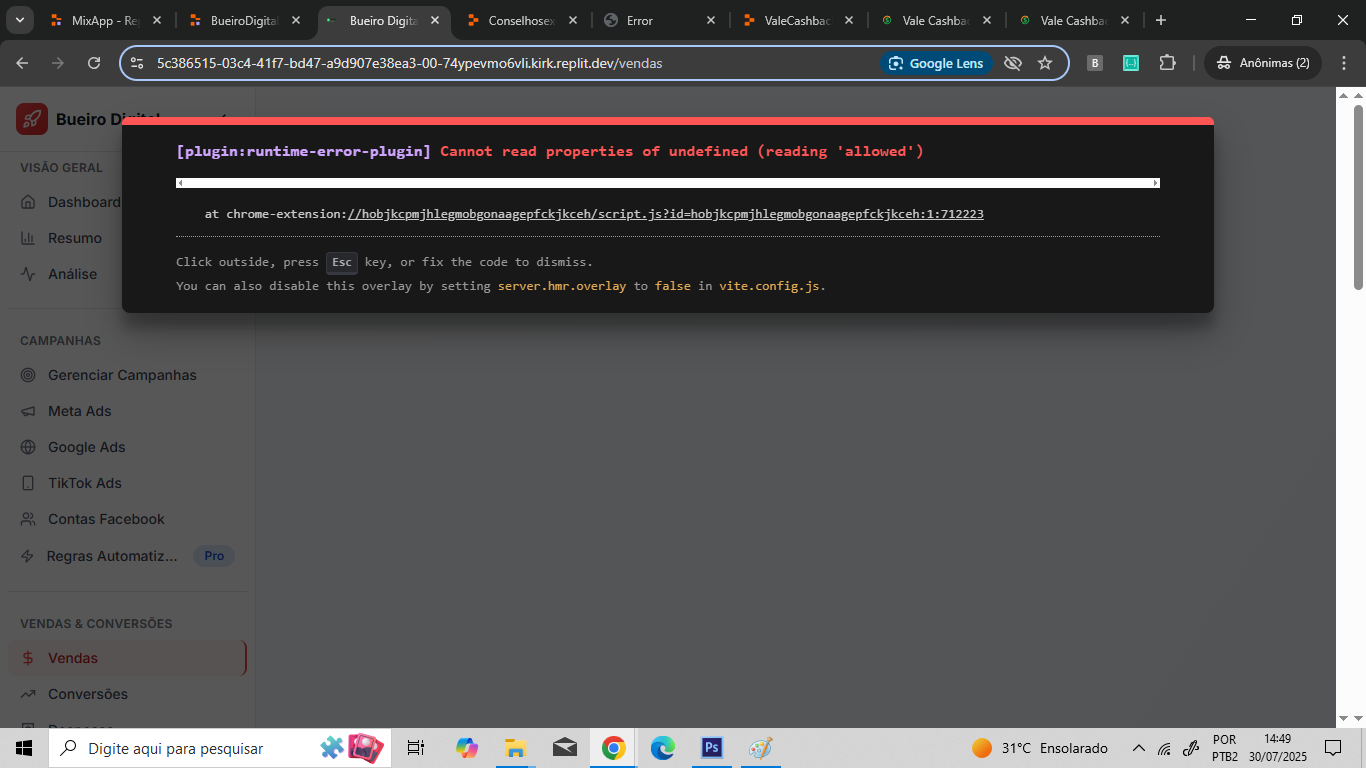 MixApp - Rep
BueiroDigital
Bueiro Digita
Conselhosex
Error
ValeCashbac
Vale Cashbac
Vale Cashbac
5c386515-03c4-41f7-bd47-a9d907e38ea3-00-74ypevmo6vli.kirk.replit.dev/vendas
Google Lens
B
Anônimas (2)
Bueiro Digital
[plugin:runtime-error-plugin] Cannot read properties of undefined (reading 'allowed')
at chrome-extension://hobjkcpmjhlegmobgonaagepfckjkceh/script.js?id=hobjkcpmjhlegmobgonaagepfckjkceh:1:712223
Click outside, press Esc key, or fix the code to dismiss.
You can also disable this overlay by setting server.hmr.overlay to false in vite.config.js.
VISÃO GERAL
Dashboard
Resumo
Análise
CAMPANHAS
Gerenciar Campanhas
Meta Ads
Google Ads
TikTok Ads
Contas Facebook
Regras Automatiz... Pro
VENDAS & CONVERSÕES
Vendas
Conversões
Digite aqui para pesquisar
Ps
31°C Ensolarado
POR
PTB2
14:49
30/07/2025